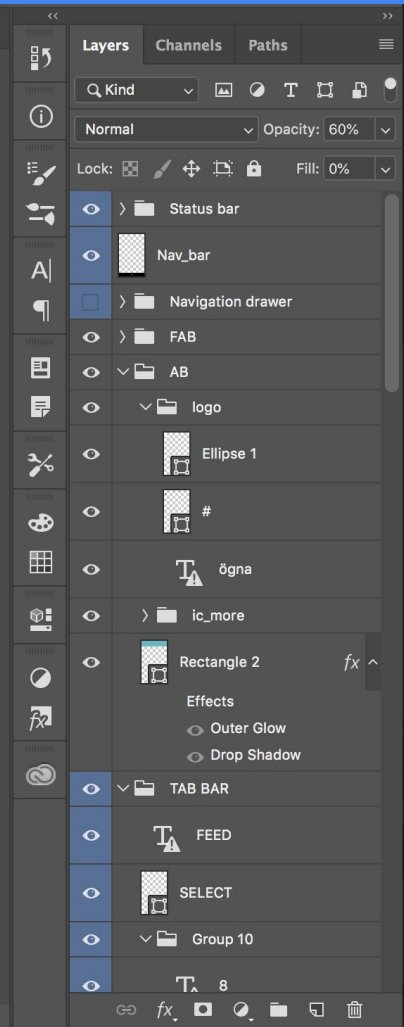 Layers Channels Paths
Kind
Normal Opacity: 60%
Lock: Fill: 0%
Status bar
Nav_bar
Navigation drawer
FAB
AB
logo
Ellipse 1
#
ögna
ic_more
Rectangle 2 fx
Effects
Outer Glow
Drop Shadow
TAB BAR
FEED
SELECT
Group 10
8
fx